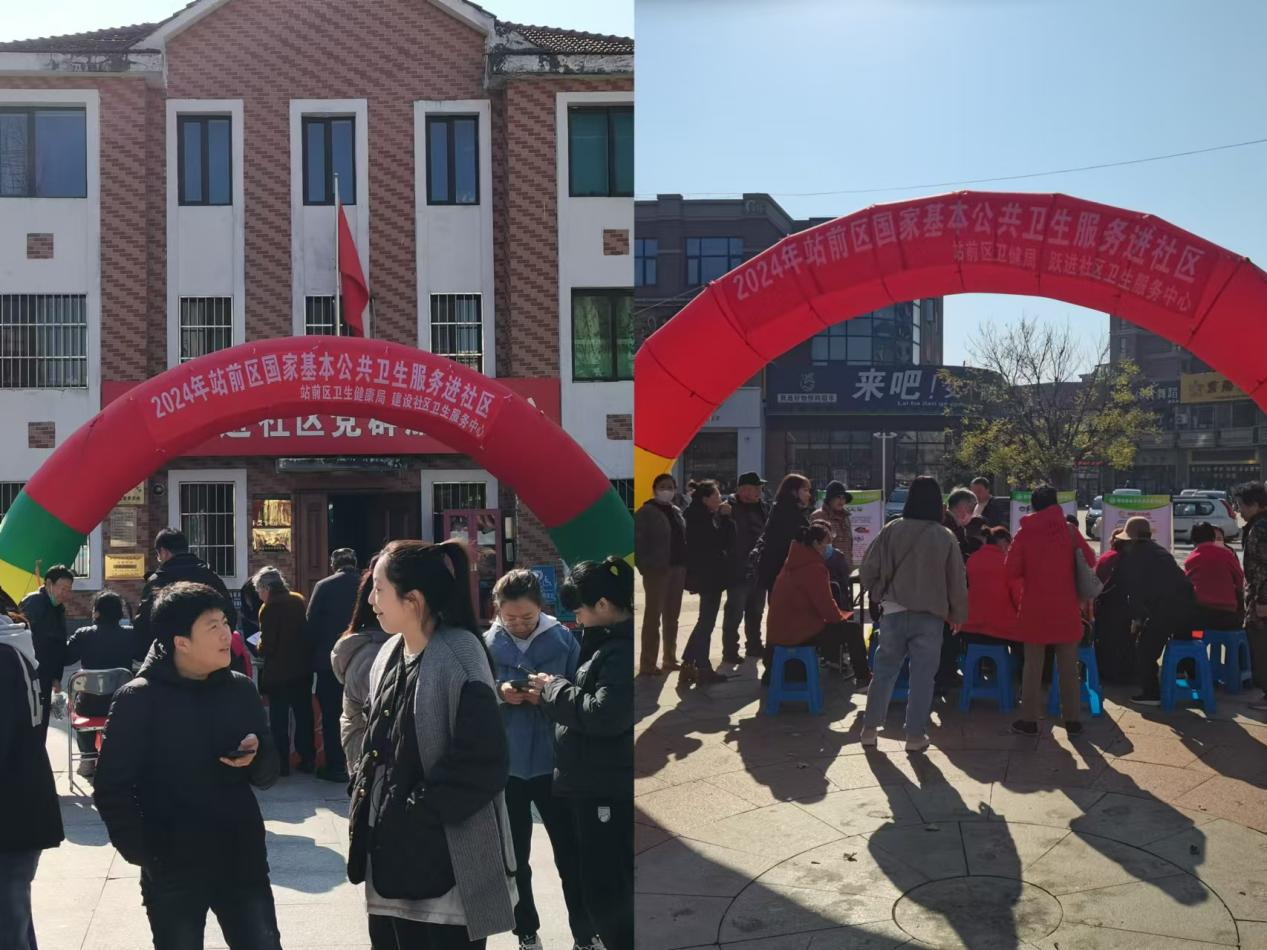 2024年站前区国家基本公共卫生服务进社区
站前区卫生健康局 建设社区卫生服务中心
社区党群
2024年站前区国家基本公共卫生服务进社区
站前区卫健局 跃进社区卫生服务中心
来吧!